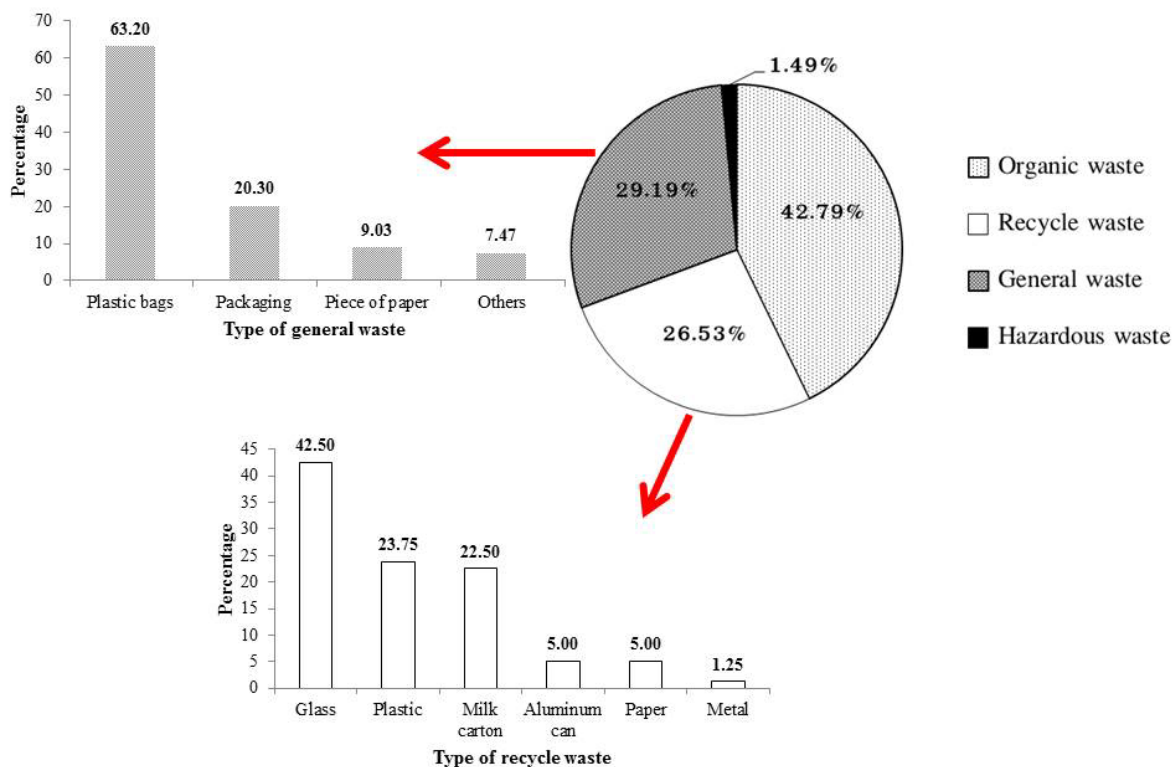 70
60
50
40
30
20
10
0
Percentage
63.20
20.30
9.03
7.47
Plastic bags
Packaging
Piece of paper
Others
Type of general waste
1.49%
29.19%
42.79%
26.53%
Organic waste
Recycle waste
General waste
Hazardous waste
45
40
35
30
25
20
15
10
5
0
Percentage
42.50
23.75
22.50
5.00
5.00
1.25
Glass
Plastic
Milk
carton
Aluminum
can
Paper
Metal
Type of recycle waste